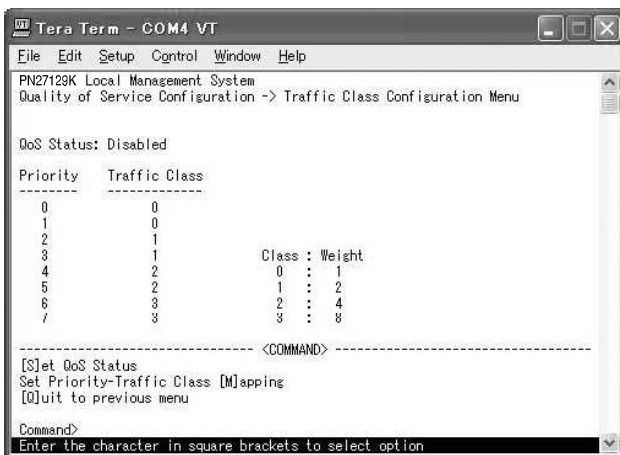 Tera Term - COM4 VT
File Edit Setup Control Window Help
PN27129K Local Management System
Quality of Service Configuration -> Traffic Class Configuration Menu
QoS Status: Disabled
Priority Traffic Class
-------- -------------
0 0
1 0
2 1
3 1 Class : Weight
4 2 0 : 1
5 2 1 : 2
6 3 2 : 4
7 3 3 : 8
------------------------------ <COMMAND> ---------------------------------
[S]et QoS Status
Set Priority-Traffic Class [M]apping
[Q]uit to previous menu
Command>
Enter the character in square brackets to select option